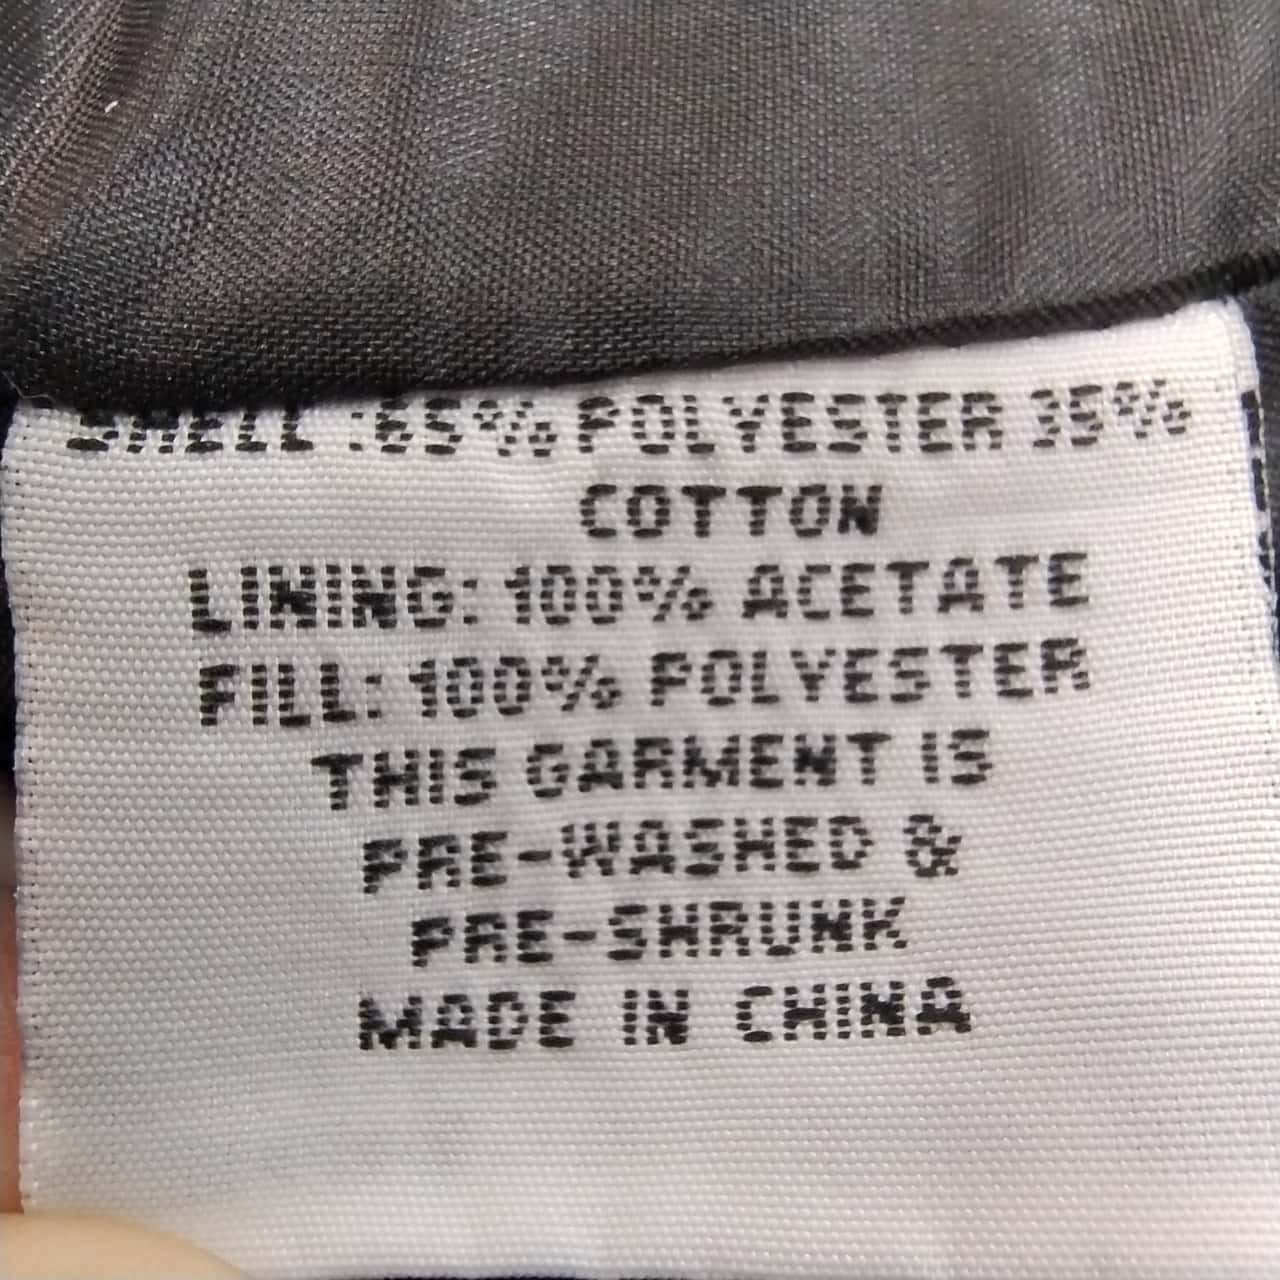 SHELL :65% POLYESTER 35%
COTTON
LINING: 100% ACETATE
FILL: 100% POLYESTER
THIS GARMENT IS
PRE-WASHED &
PRE-SHRUNK
MADE IN CHINA